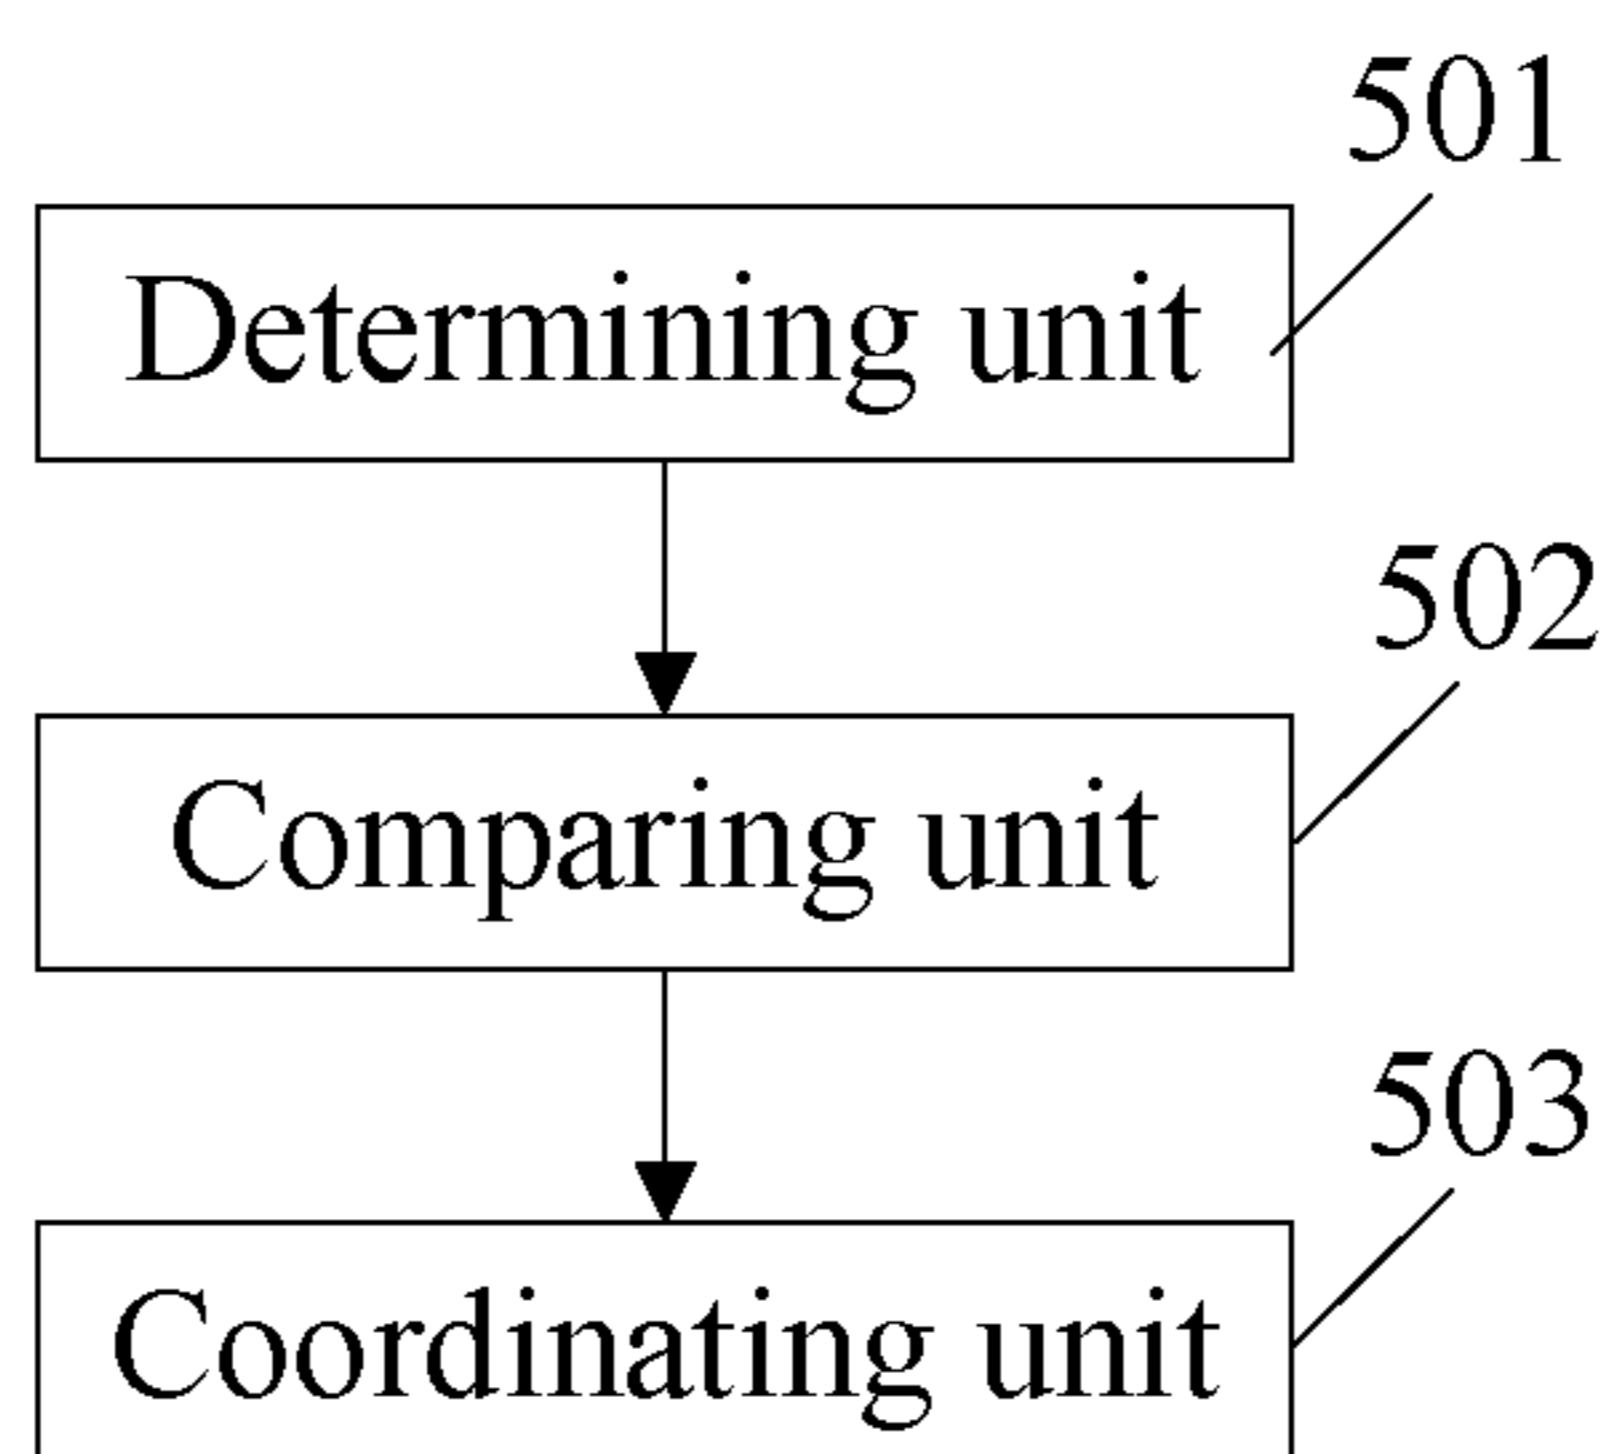 501
Determining unit
502
Comparing unit
503
Coordinating unit